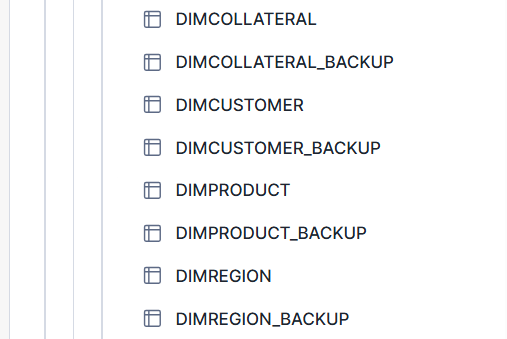 DIMCOLLATERAL
DIMCOLLATERAL_BACKUP
DIMCUSTOMER
DIMCUSTOMER_BACKUP
DIMPRODUCT
DIMPRODUCT_BACKUP
DIMREGION
DIMREGION_BACKUP